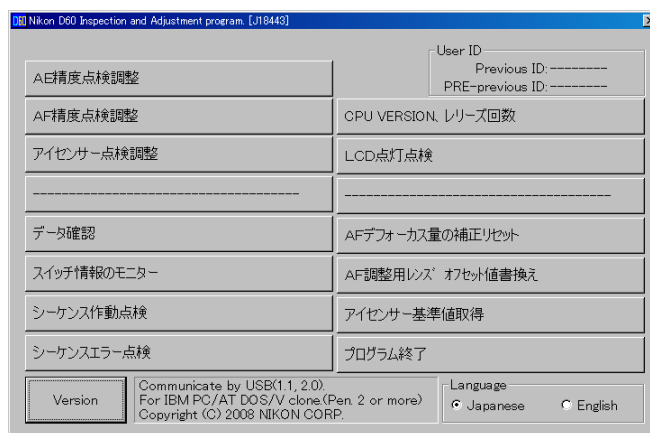 D60 Nikon D60 Inspection and Adjustment program. [J18443]
User ID
Previous ID:--------
PRE-previous ID:--------
AE精度点検調整
AF精度点検調整
CPU VERSION、レリーズ回数
アイセンサー点検調整
LCD点灯点検
-------------------------------------
-------------------------------------
データ確認
AFデフォーカス量の補正リセット
スイッチ情報のモニター
AF調整用レンズ オフセット値書換え
シーケンス作動点検
アイセンサー基準値取得
シーケンスエラー点検
プログラム終了
Version
Communicate by USB(1.1, 2.0).
For IBM PC/AT DOS/V clone.(Pen. 2 or more)
Copyright (C) 2008 NIKON CORP.
Language
Japanese
English